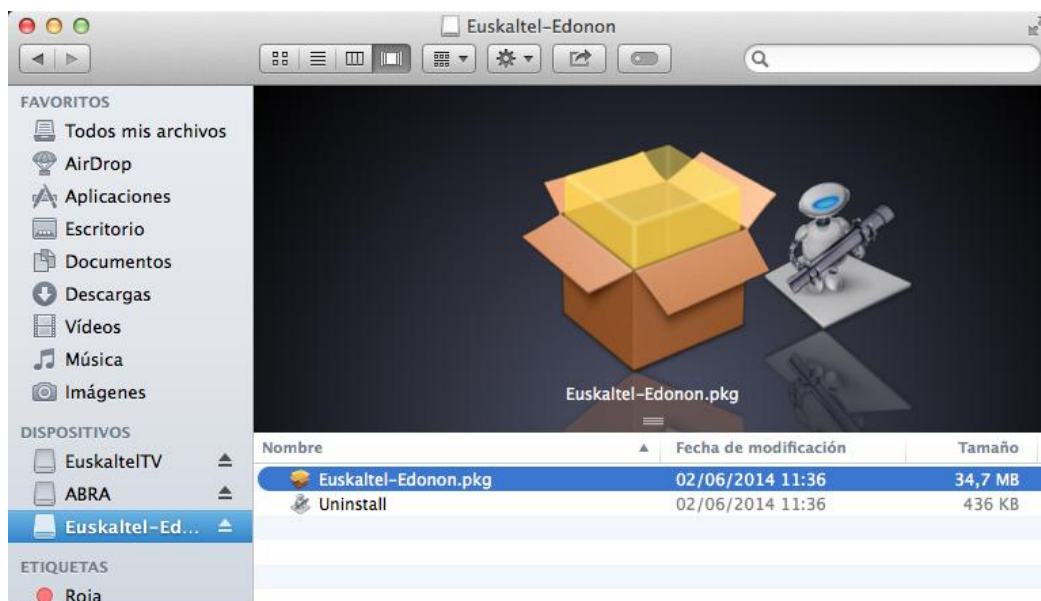 Euskaltel-Edonon
FAVORITOS
Todos mis archivos
AirDrop
Aplicaciones
Escritorio
Documentos
Descargas
Vídeos
Música
Imágenes
DISPOSITIVOS
EuskaltelTV
ABRA
Euskaltel-Ed...
ETIQUETAS
Roja
Euskaltel-Edonon.pkg
Nombre Fecha de modificación Tamaño
Euskaltel-Edonon.pkg 02/06/2014 11:36 34,7 MB
Uninstall 02/06/2014 11:36 436 KB